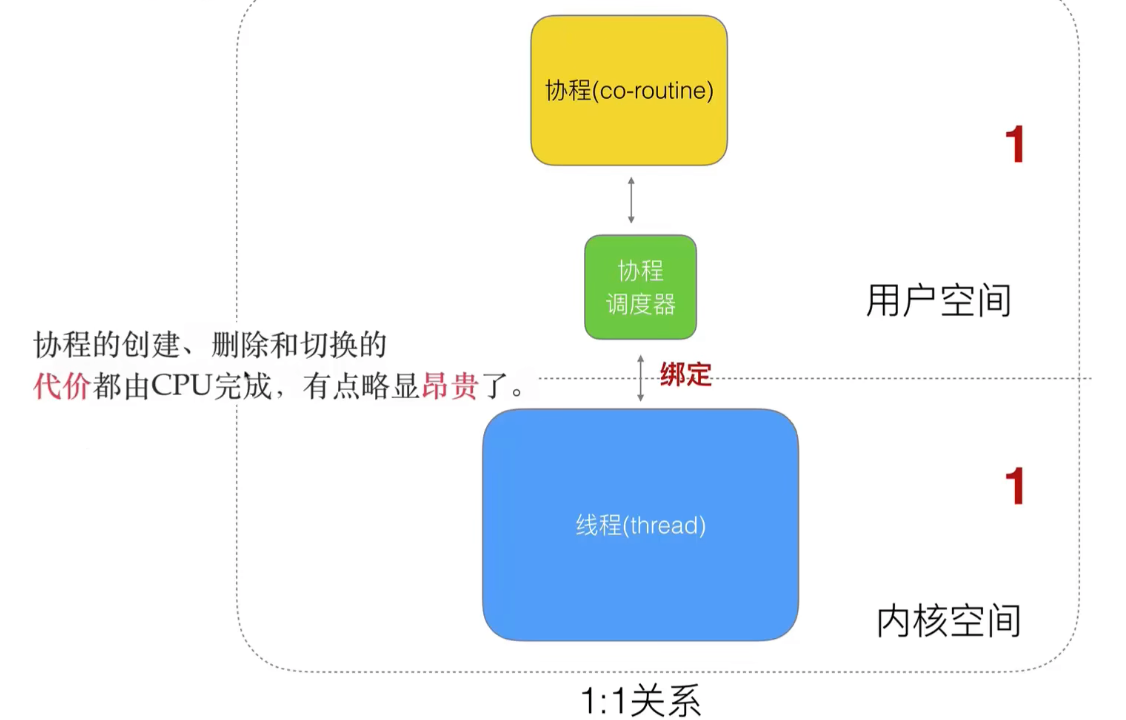 协程(co-routine)
1
协程
调度器
用户空间
协程的创建、删除和切换的
代价都由CPU完成，有点略显昂贵了。
绑定
1
线程(thread)
内核空间
1:1关系